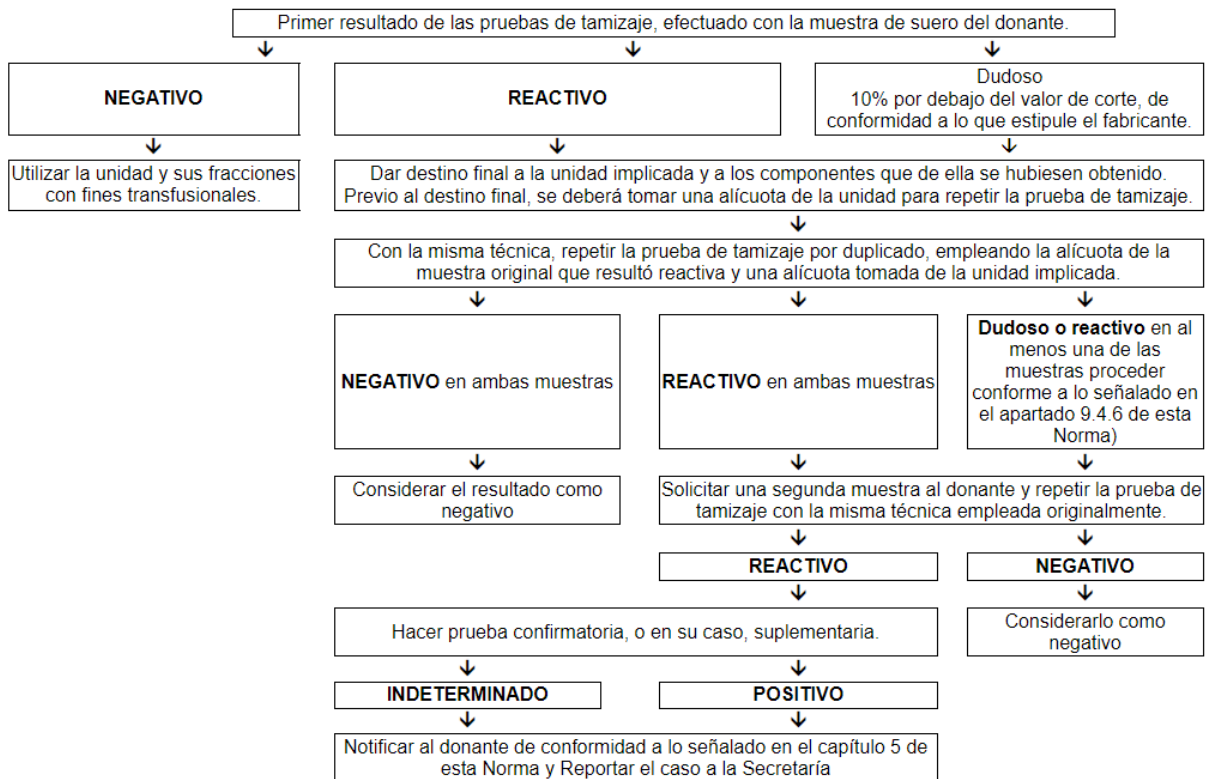 Primer resultado de las pruebas de tamizaje, efectuado con la muestra de suero del donante.
NEGATIVO
REACTIVO
Dudoso
10% por debajo del valor de corte, de
conformidad a lo que estipule el fabricante.
Utilizar la unidad y sus fracciones
con fines transfusionales.
Dar destino final a la unidad implicada y a los componentes que de ella se hubiesen obtenido.
Previo al destino final, se deberá tomar una alícuota de la unidad para repetir la prueba de tamizaje.
Con la misma técnica, repetir la prueba de tamizaje por duplicado, empleando la alícuota de la
muestra original que resultó reactiva y una alícuota tomada de la unidad implicada.
NEGATIVO en ambas muestras
REACTIVO en ambas muestras
Dudoso o reactivo en al
menos una de las
muestras proceder
conforme a lo señalado en
el apartado 9.4.6 de esta
Norma)
Considerar el resultado como
negativo
Solicitar una segunda muestra al donante y repetir la prueba de
tamizaje con la misma técnica empleada originalmente.
REACTIVO
NEGATIVO
Hacer prueba confirmatoria, o en su caso, suplementaria.
Considerarlo como
negativo
INDETERMINADO
POSITIVO
Notificar al donante de conformidad a lo señalado en el capítulo 5 de
esta Norma y Reportar el caso a la Secretaría